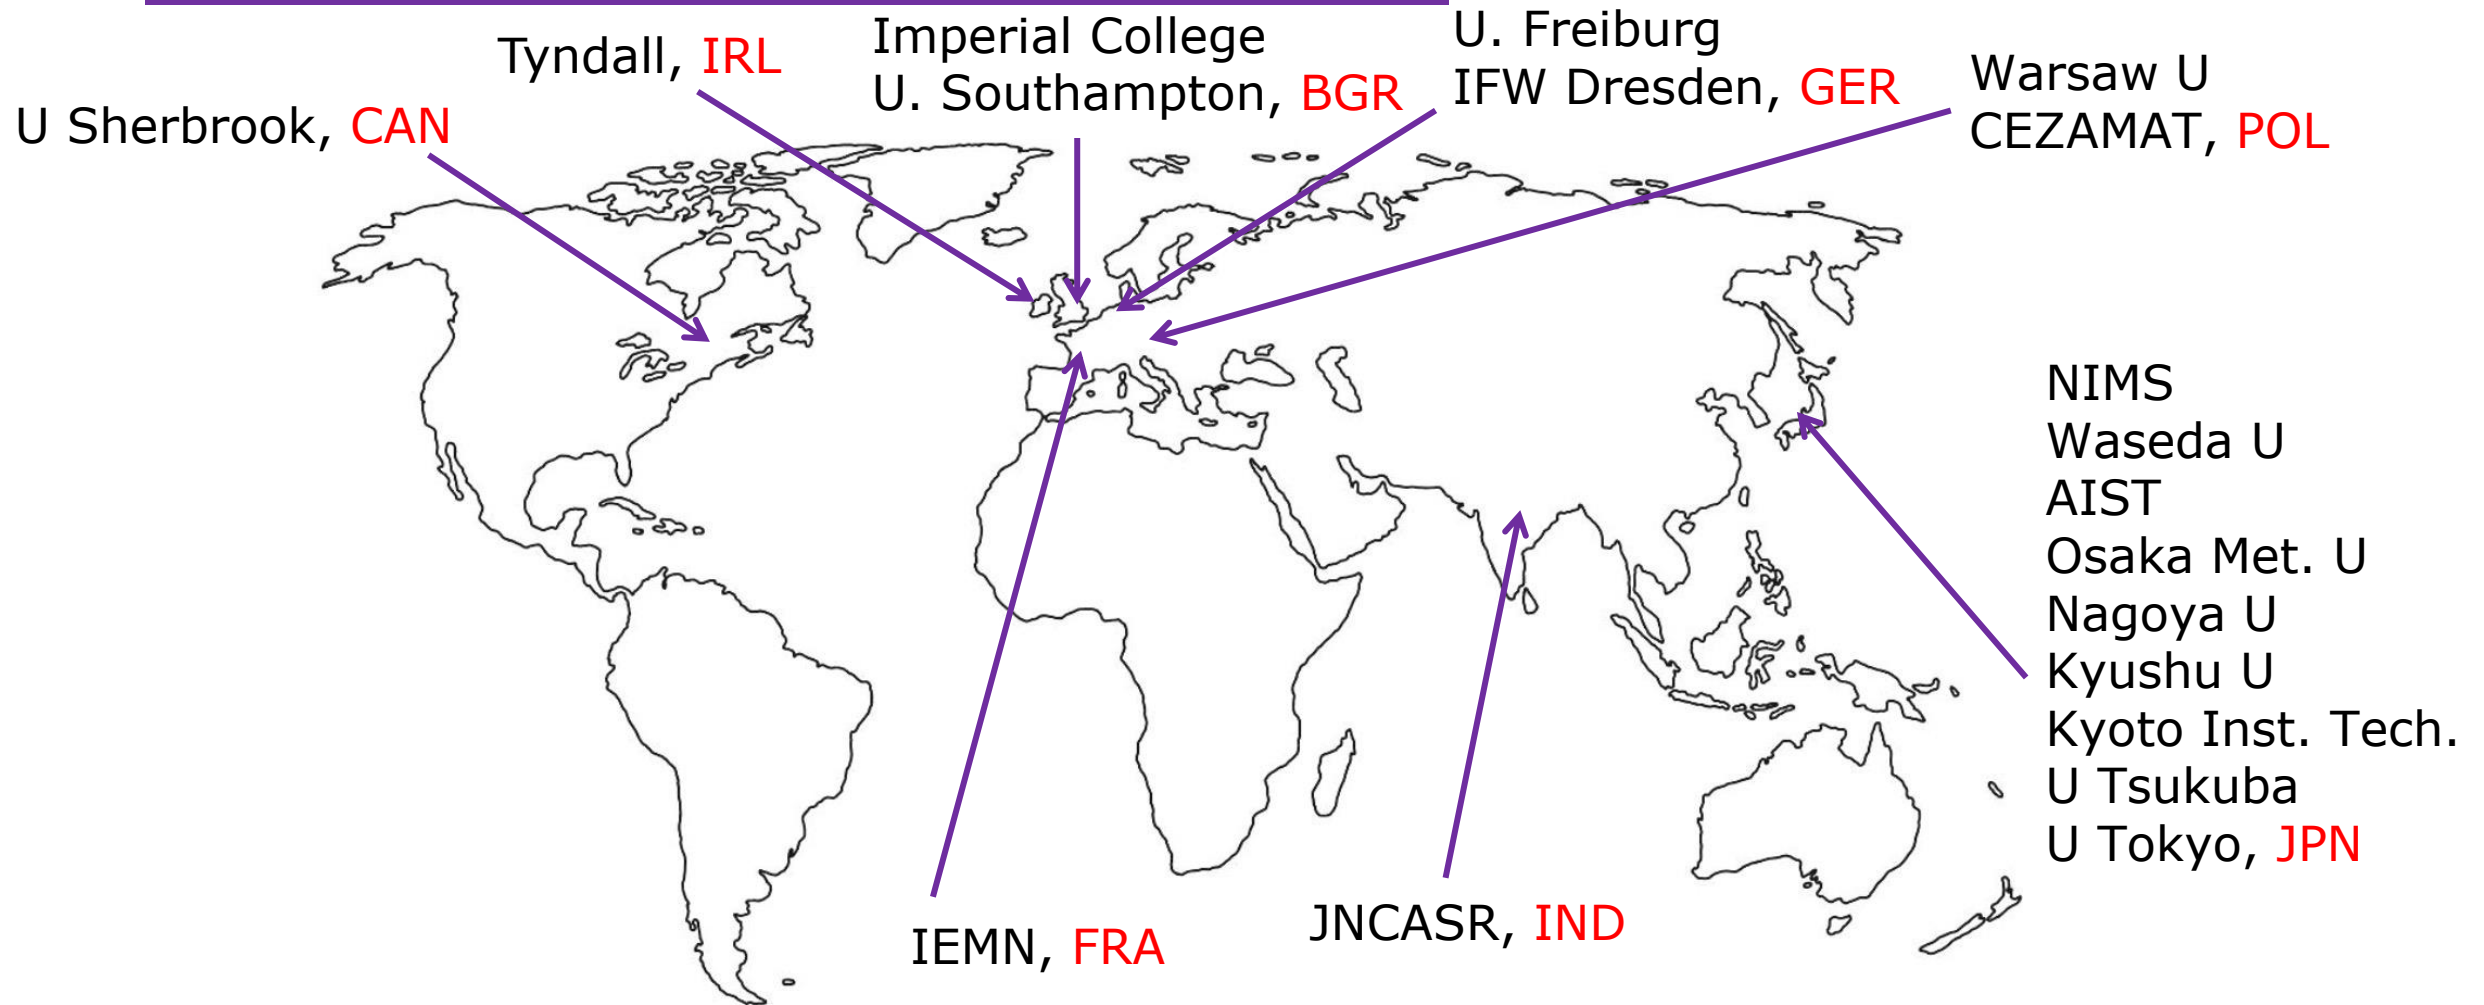 Tyndall, IRL
Imperial College
U. Southampton, BGR
U. Freiburg
IFW Dresden, GER
Warsaw U
CEZAMAT, POL
U Sherbrook, CAN
NIMS
Waseda U
AIST
Osaka Met. U
Nagoya U
Kyushu U
Kyoto Inst. Tech.
U Tsukuba
U Tokyo, JPN
IEMN, FRA
JNCASR, IND